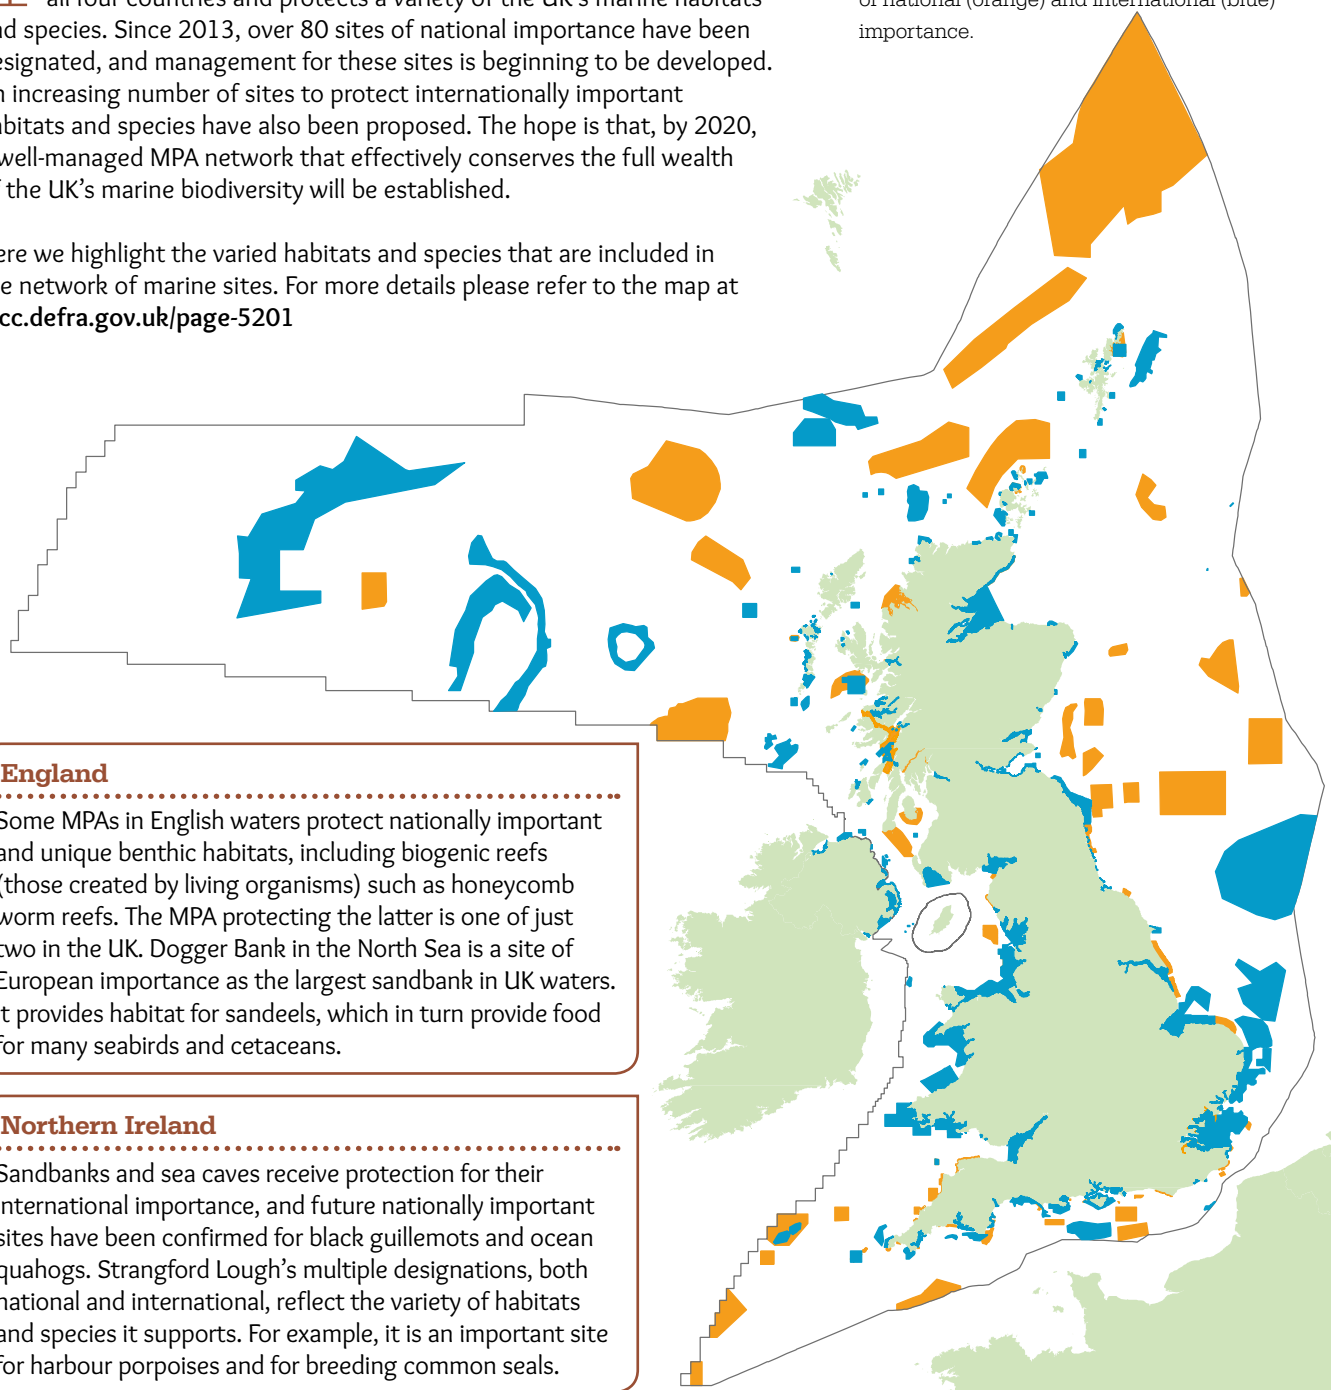 all four countries and protects a variety of the UK's marine habitats
nd species. Since 2013, over 80 sites of national importance have been
esignated, and management for these sites is beginning to be developed.
n increasing number of sites to protect internationally important
abitats and species have also been proposed. The hope is that, by 2020,
well-managed MPA network that effectively conserves the full wealth
f the UK's marine biodiversity will be established.
ere we highlight the varied habitats and species that are included in
e network of marine sites. For more details please refer to the map at
cc.defra.gov.uk/page-5201
of national (orange) and international (blue)
importance.
England
Some MPAs in English waters protect nationally important
and unique benthic habitats, including biogenic reefs
(those created by living organisms) such as honeycomb
worm reefs. The MPA protecting the latter is one of just
two in the UK. Dogger Bank in the North Sea is a site of
European importance as the largest sandbank in UK waters.
t provides habitat for sandeels, which in turn provide food
for many seabirds and cetaceans.
Northern Ireland
Sandbanks and sea caves receive protection for their
international importance, and future nationally important
sites have been confirmed for black guillemots and ocean
quahogs. Strangford Lough's multiple designations, both
national and international, reflect the variety of habitats
and species it supports. For example, it is an important site
for harbour porpoises and for breeding common seals.